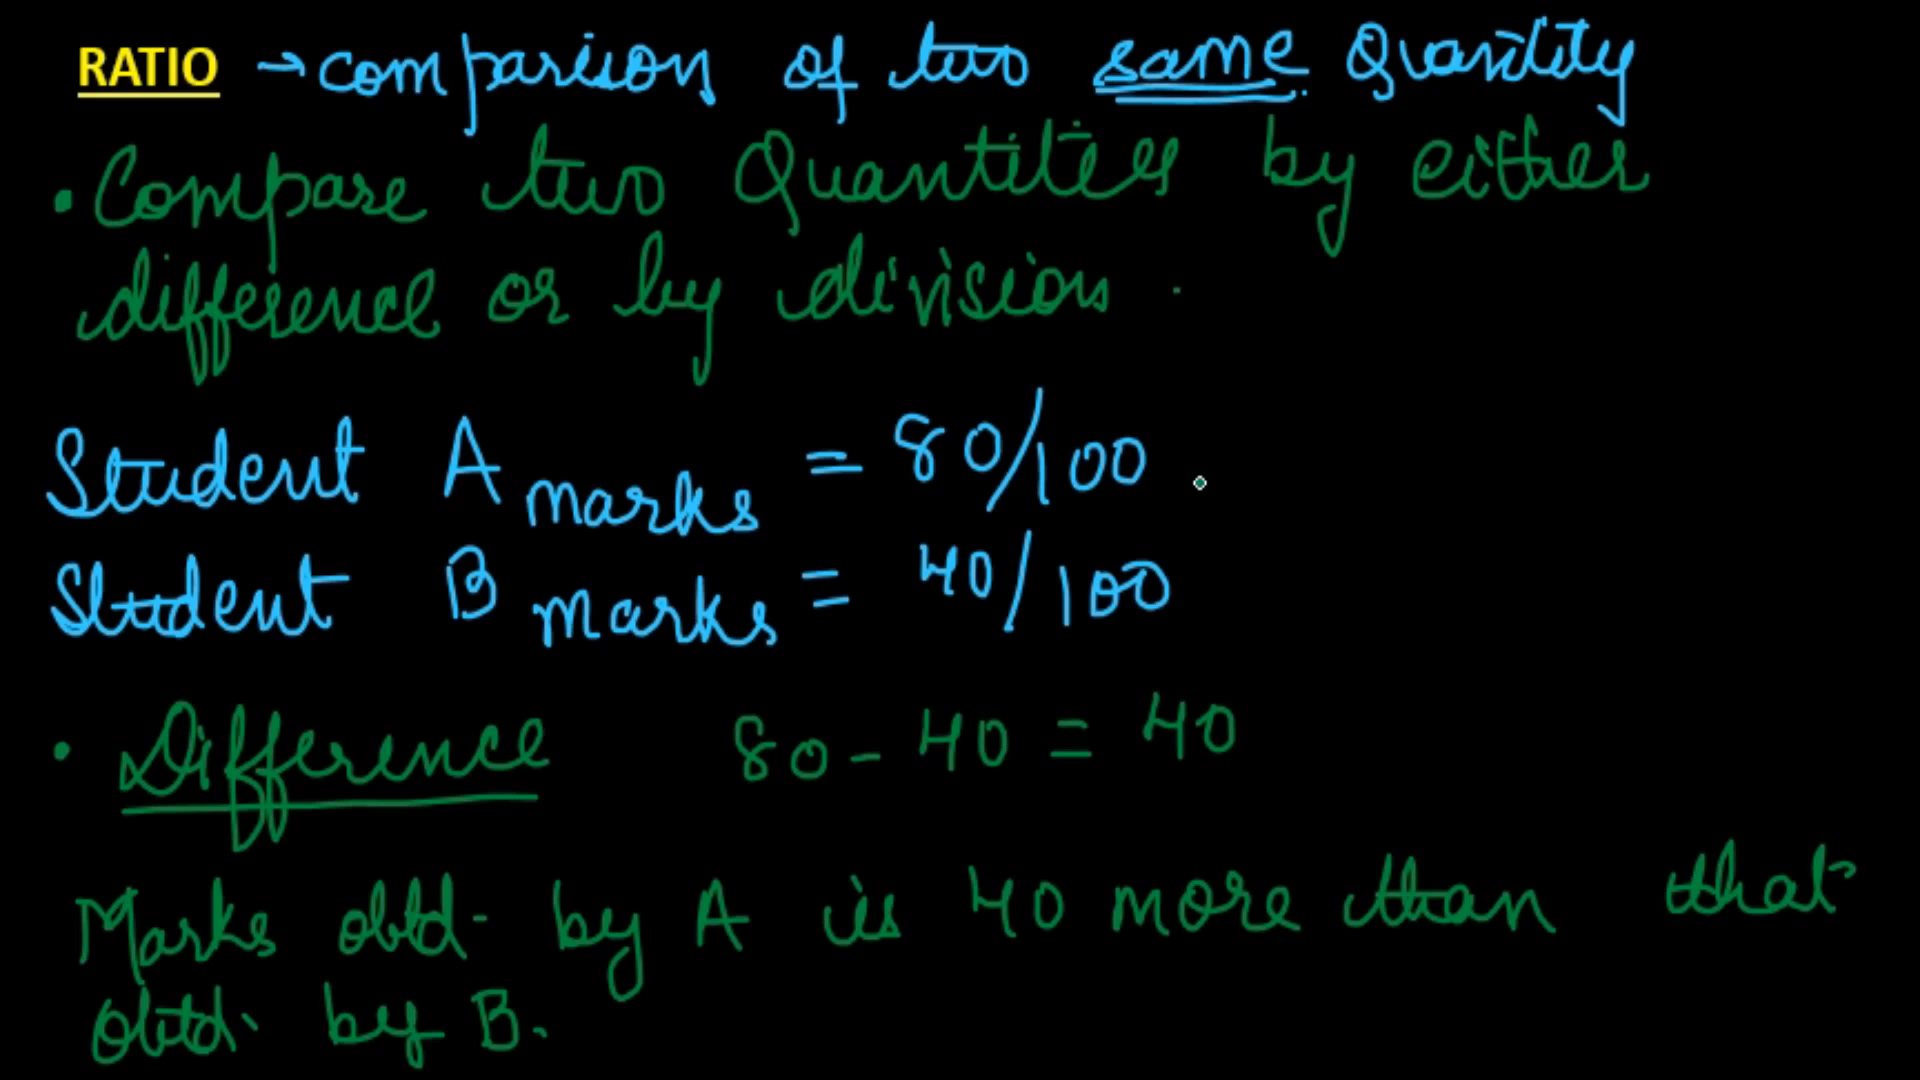 RATIO → comparison of two same Quantity
• Compare two Quantities by either
difference or by division.
Student A marks = 80/100
Student B marks = 40/100
• Difference 80 - 40 = 40
Marks obtd. by A is 40 more than that
obtd. by B.